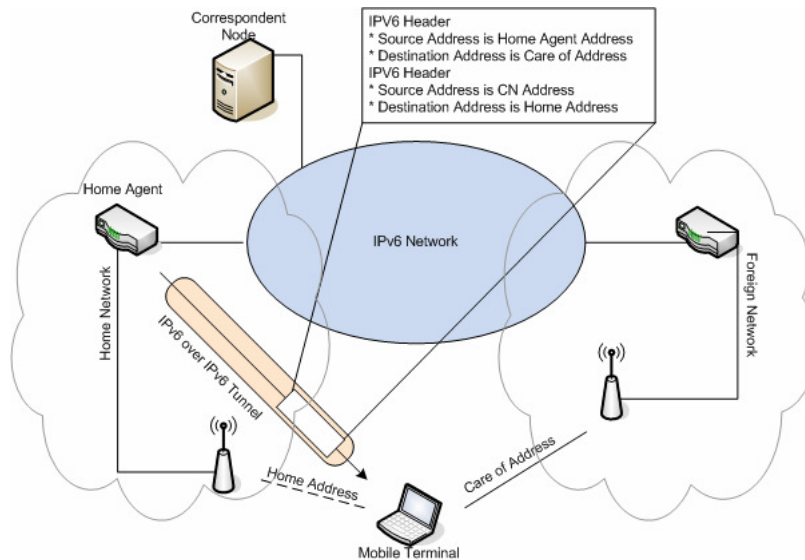 Correspondent
Node
IPV6 Header
* Source Address is Home Agent Address
* Destination Address is Care of Address
IPV6 Header
* Source Address is CN Address
* Destination Address is Home Address
Home Agent
IPv6 Network
Home Network
IPv6 over IPv6 Tunnel
Foreign Network
Home Address
Care of Address
Mobile Terminal